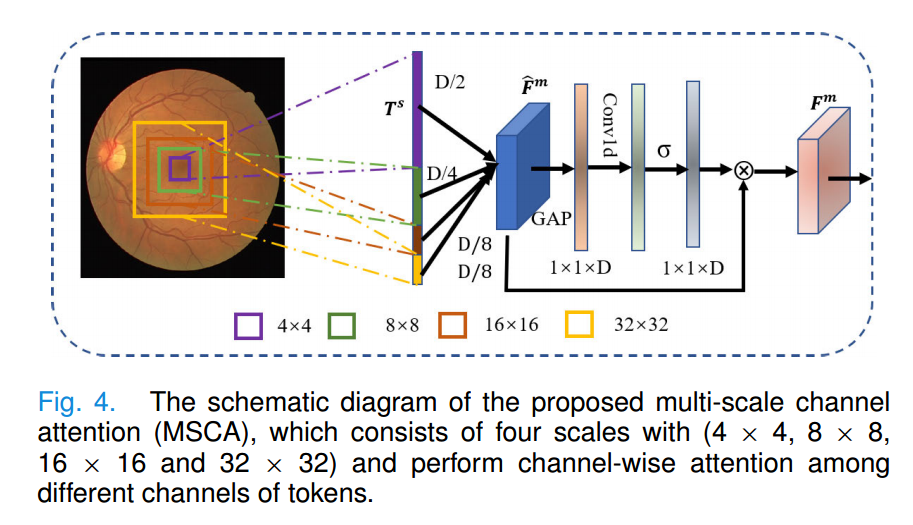 D/2
T^s
D/4
D/8
D/8
F̂^m
GAP
Conv1d
σ
1×1×D
1×1×D
⊗
F^m
4×4
8×8
16×16
32×32
Fig. 4. The schematic diagram of the proposed multi-scale channel
attention (MSCA), which consists of four scales with (4 × 4, 8 × 8,
16 × 16 and 32 × 32) and perform channel-wise attention among
different channels of tokens.